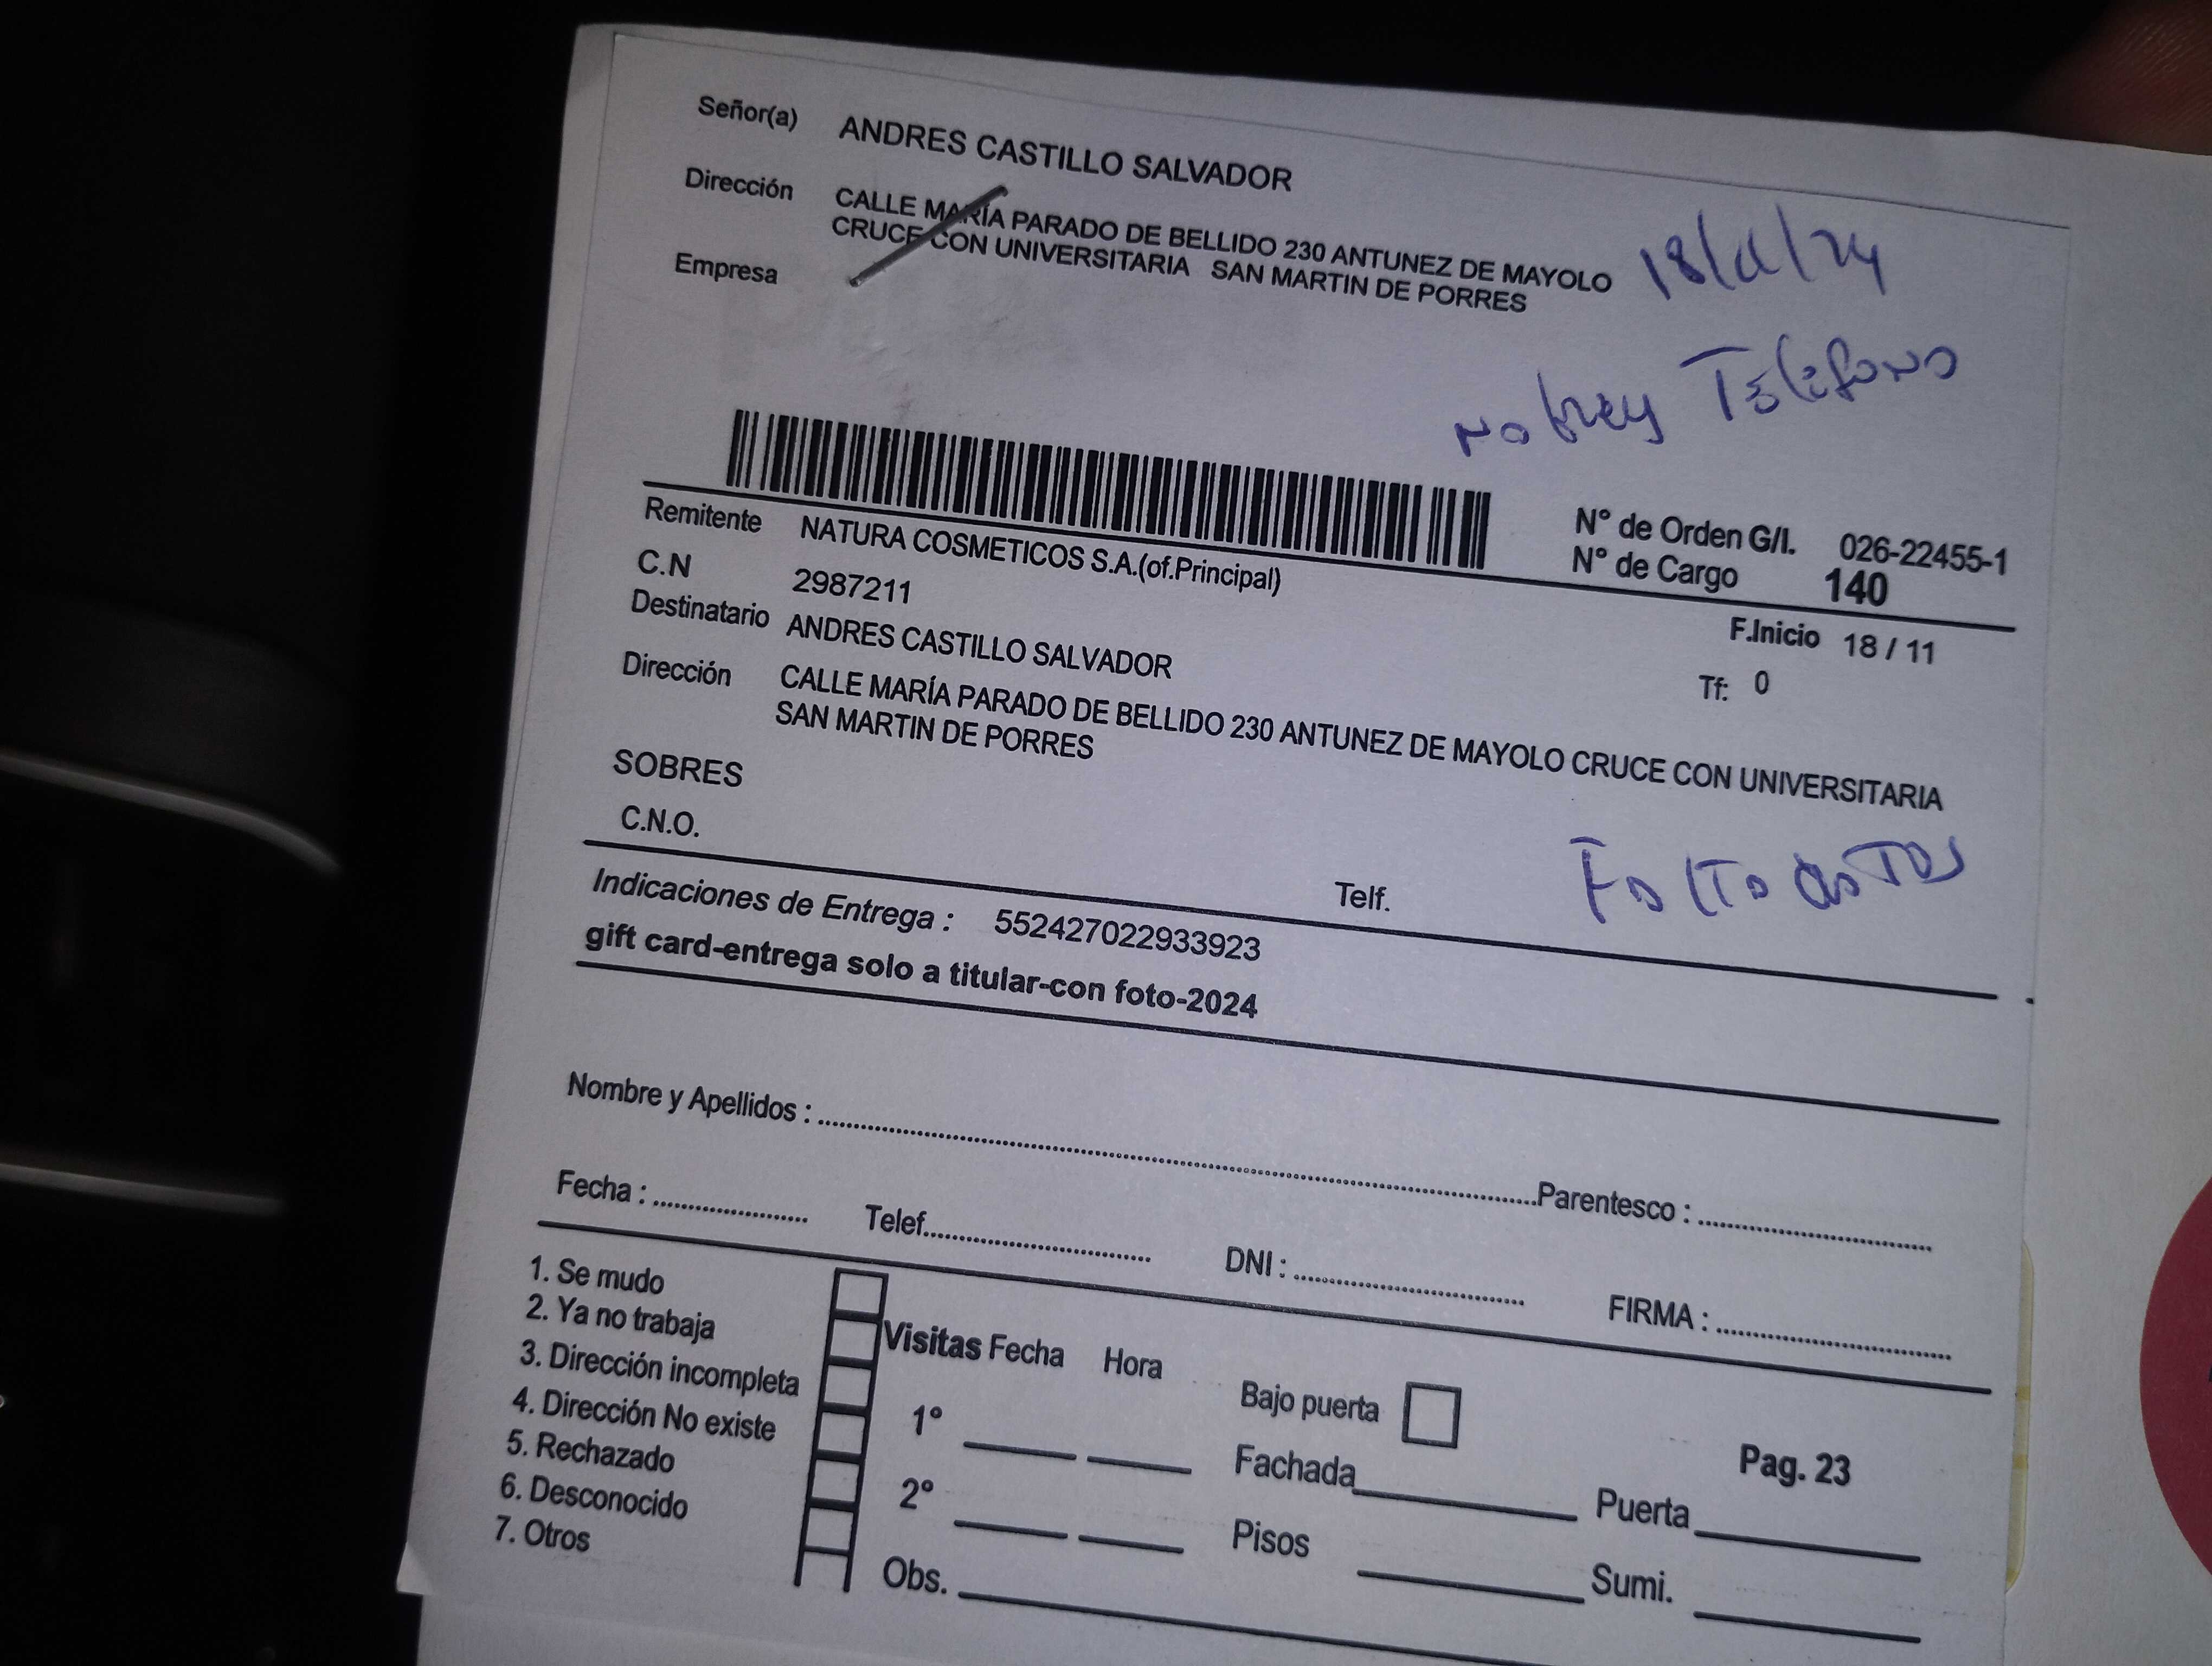 Señor(a) ANDRES CASTILLO SALVADOR
Dirección CALLE MARÍA PARADO DE BELLIDO 230 ANTUNEZ DE MAYOLO
CRUCE CON UNIVERSITARIA SAN MARTIN DE PORRES
Empresa
18/11/24
No hay Teléfono
N° de Orden G/I. 026-22455-1
N° de Cargo 140
Remitente NATURA COSMETICOS S.A.(of.Principal)
F.Inicio 18 / 11
C.N 2987211
Tf: 0
Destinatario ANDRES CASTILLO SALVADOR
Dirección CALLE MARÍA PARADO DE BELLIDO 230 ANTUNEZ DE MAYOLO CRUCE CON UNIVERSITARIA
SAN MARTIN DE PORRES
SOBRES
C.N.O.
Telf.
Falta datos
Indicaciones de Entrega : 552427022933923
gift card-entrega solo a titular-con foto-2024
Nombre y Apellidos : Parentesco :
Fecha : Telef. DNI : FIRMA :
1. Se mudo
2. Ya no trabaja
3. Dirección incompleta
4. Dirección No existe
5. Rechazado
6. Desconocido
7. Otros
Visitas Fecha Hora
1°
2°
Obs.
Bajo puerta
Pag. 23
Fachada Puerta
Pisos Sumi.